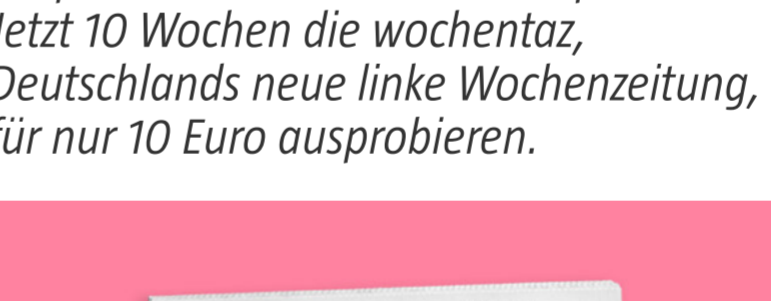 Jetzt 10 Wochen die wochentaz,
Deutschlands neue linke Wochenzeitung,
für nur 10 Euro ausprobieren.